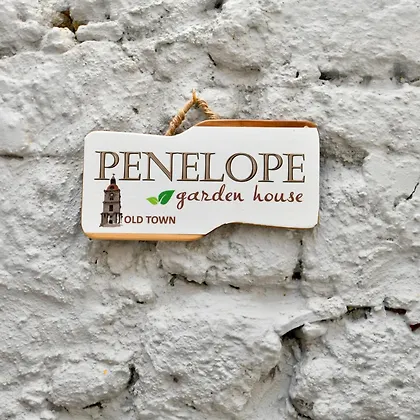 PENELOPE
garden house
OLD TOWN